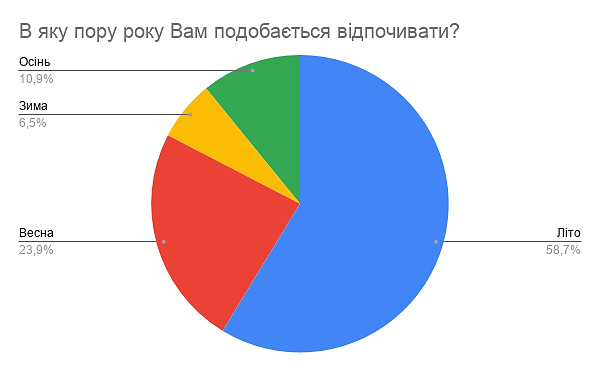 В яку пору року Вам подобається відпочивати?
Осінь
10,9%
Зима
6,5%
Весна
23,9%
Літо
58,7%